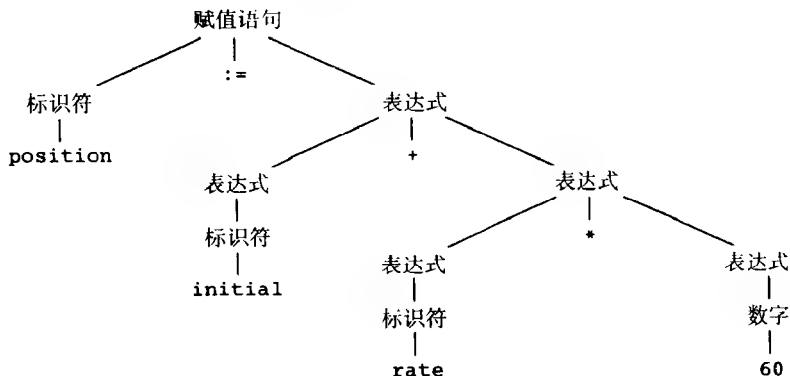 赋值语句
:=
标识符
表达式
position
+
表达式
表达式
标识符
*
initial
表达式
表达式
标识符
数字
rate
60